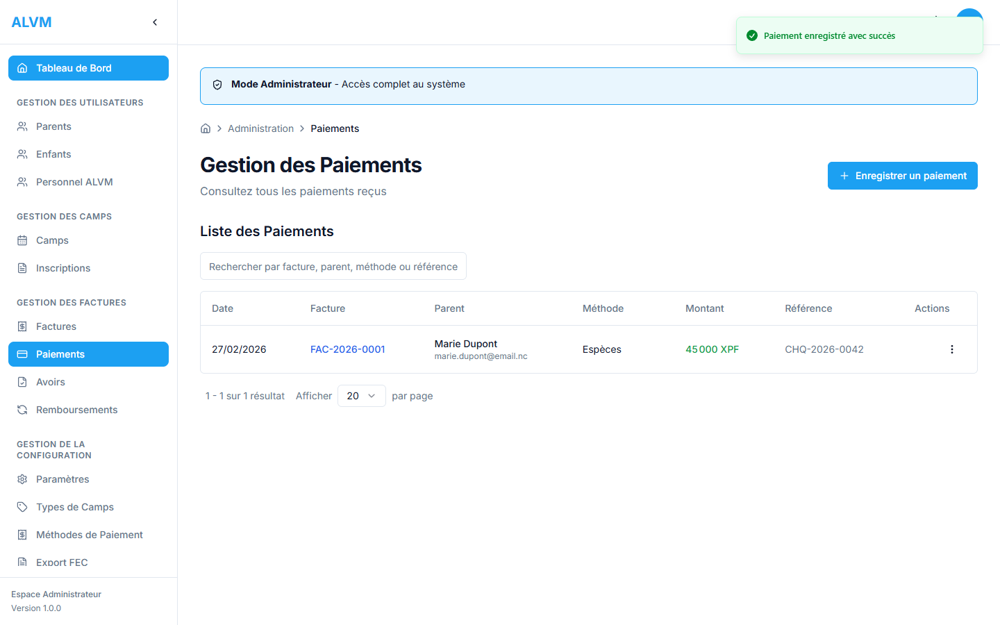 ALVM
Tableau de Bord
GESTION DES UTILISATEURS
Parents
Enfants
Personnel ALVM
GESTION DES CAMPS
Camps
Inscriptions
GESTION DES FACTURES
Factures
Paiements
Avoirs
Remboursements
GESTION DE LA
CONFIGURATION
Paramètres
Types de Camps
Méthodes de Paiement
Export FEC
Espace Administrateur
Version 1.0.0
Paiement enregistré avec succès
Mode Administrateur - Accès complet au système
Administration
Paiements
Gestion des Paiements
Consultez tous les paiements reçus
Enregistrer un paiement
Liste des Paiements
Rechercher par facture, parent, méthode ou référence
Date Facture Parent Méthode Montant Référence Actions
27/02/2026 FAC-2026-0001 Marie Dupont Espèces 45 000 XPF CHQ-2026-0042
marie.dupont@email.nc
1 - 1 sur 1 résultat Afficher 20 par page